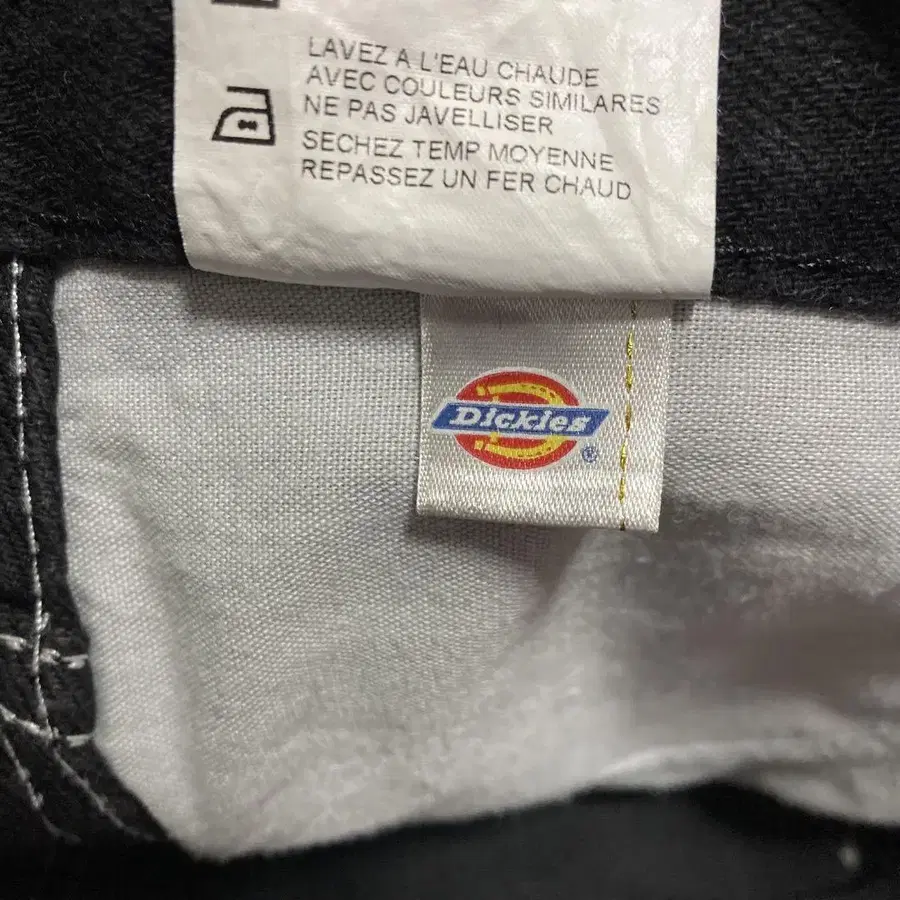 LAVEZ A L'EAU CHAUDE
AVEC COULEURS SIMILARES
NE PAS JAVELLISER
SECHEZ TEMP MOYENNE
REPASSEZ UN FER CHAUD
Dickies
®